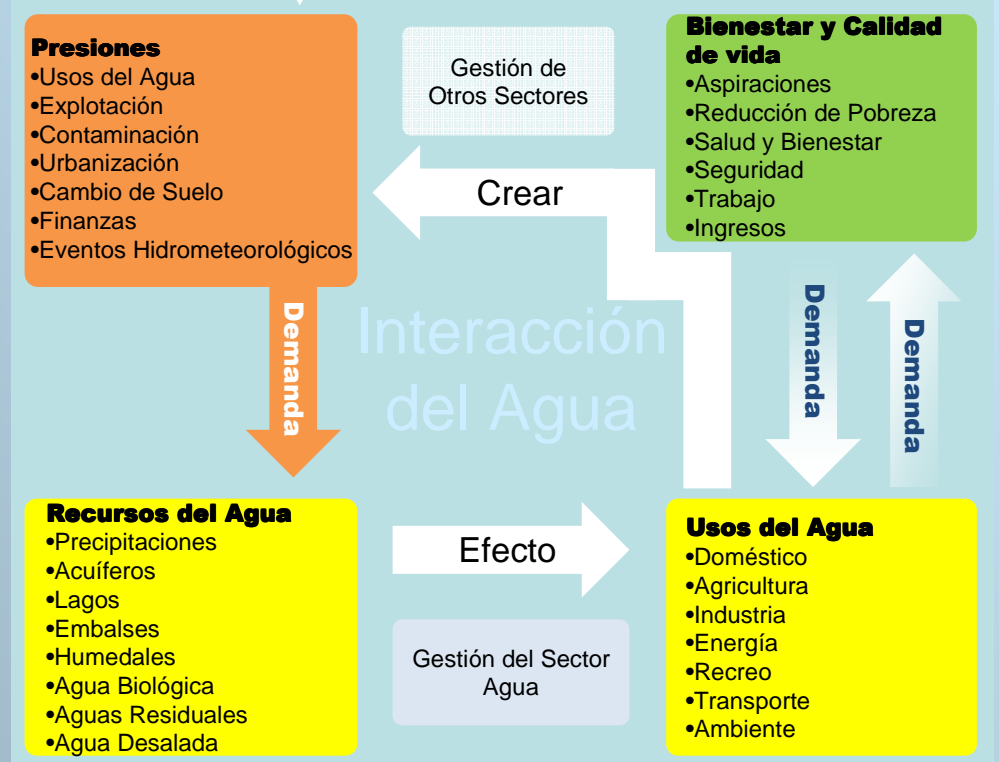 Presiones
•Usos del Agua
•Explotación
•Contaminación
•Urbanización
•Cambio de Suelo
•Finanzas
•Eventos Hidrometeorológicos
Gestión de
Otros Sectores
Bienestar y Calidad
de vida
•Aspiraciones
•Reducción de Pobreza
•Salud y Bienestar
•Seguridad
•Trabajo
•Ingresos
Crear
Demanda
Interacción
del Agua
Demanda
Demanda
Recursos del Agua
•Precipitaciones
•Acuíferos
•Lagos
•Embalses
•Humedales
•Agua Biológica
•Aguas Residuales
•Agua Desalada
Efecto
Gestión del Sector
Agua
Usos del Agua
•Doméstico
•Agricultura
•Industria
•Energía
•Recreo
•Transporte
•Ambiente